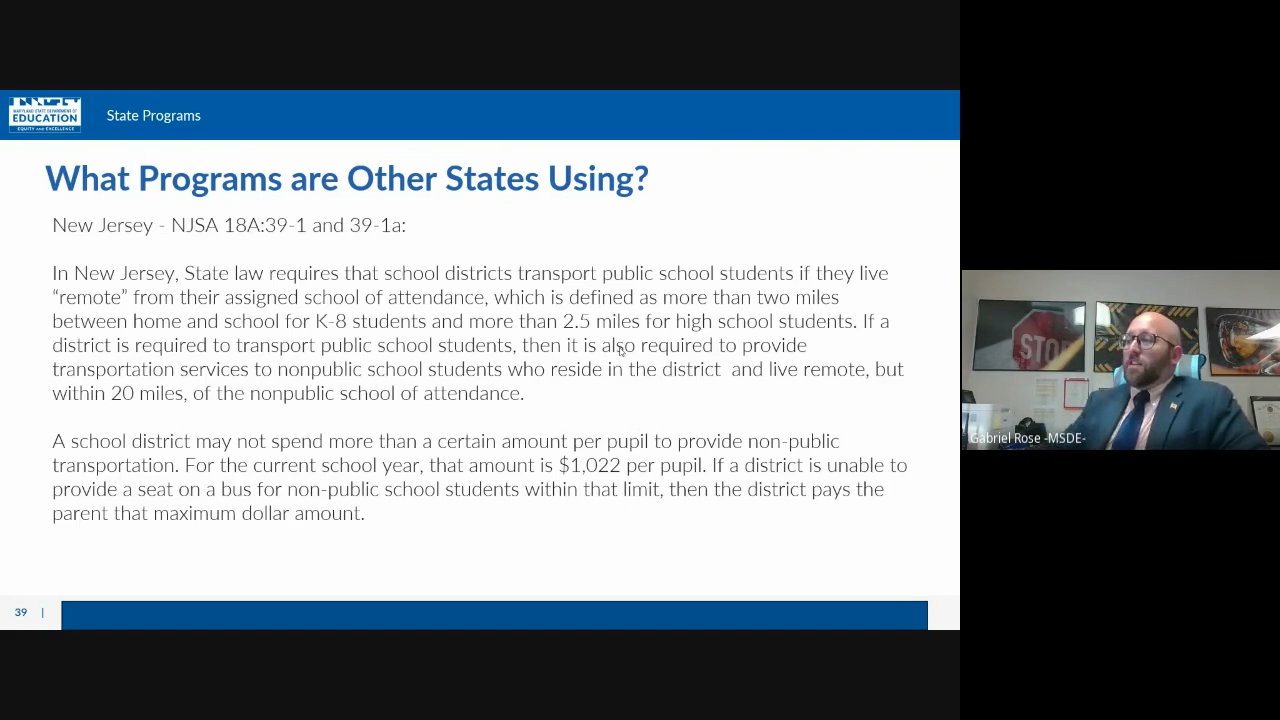 MARYLAND STATE DEPARTMENT OF
EDUCATION
EQUITY AND EXCELLENCE
State Programs
What Programs are Other States Using?
New Jersey - NJSA 18A:39-1 and 39-1a:
In New Jersey, State law requires that school districts transport public school students if they live
“remote” from their assigned school of attendance, which is defined as more than two miles
between home and school for K-8 students and more than 2.5 miles for high school students. If a
district is required to transport public school students, then it is also required to provide
transportation services to nonpublic school students who reside in the district and live remote, but
within 20 miles, of the nonpublic school of attendance.
A school district may not spend more than a certain amount per pupil to provide non-public
transportation. For the current school year, that amount is $1,022 per pupil. If a district is unable to
provide a seat on a bus for non-public school students within that limit, then the district pays the
parent that maximum dollar amount.
39 |
STOP
Gabriel Rose -MSDE-